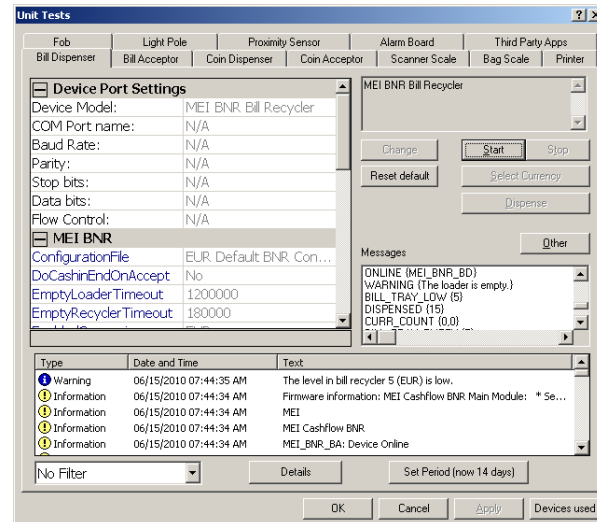 Unit Tests
Fob Light Pole Proximity Sensor Alarm Board Third Party Apps
Bill Dispenser Bill Acceptor Coin Dispenser Coin Acceptor Scanner Scale Bag Scale Printer
Device Port Settings
Device Model: MEI BNR Bill Recycler
COM Port name: N/A
Baud Rate: N/A
Parity: N/A
Stop bits: N/A
Data bits: N/A
Flow Control: N/A
MEI BNR
ConfigurationFile EUR Default BNR Con...
DoCashinEndOnAccept No
EmptyLoaderTimeout 1200000
EmptyRecyclerTimeout 180000
MEI BNR Bill Recycler
Change Start Stop
Reset default Select Currency
Dispense
Other
Messages
ONLINE {MEI_BNR_BD}
WARNING {The loader is empty.}
BILL_TRAY_LOW {5}
DISPENSED {15}
CURR_COUNT {0,0}
Type Date and Time Text
Warning 06/15/2010 07:44:35 AM The level in bill recycler 5 (EUR) is low.
Information 06/15/2010 07:44:34 AM Firmware information: MEI Cashflow BNR Main Module: * Se...
Information 06/15/2010 07:44:34 AM MEI
Information 06/15/2010 07:44:34 AM MEI Cashflow BNR
Information 06/15/2010 07:44:34 AM MEI_BNR_BA: Device Online
No Filter Details Set Period (now 14 days)
OK Cancel Apply Devices used